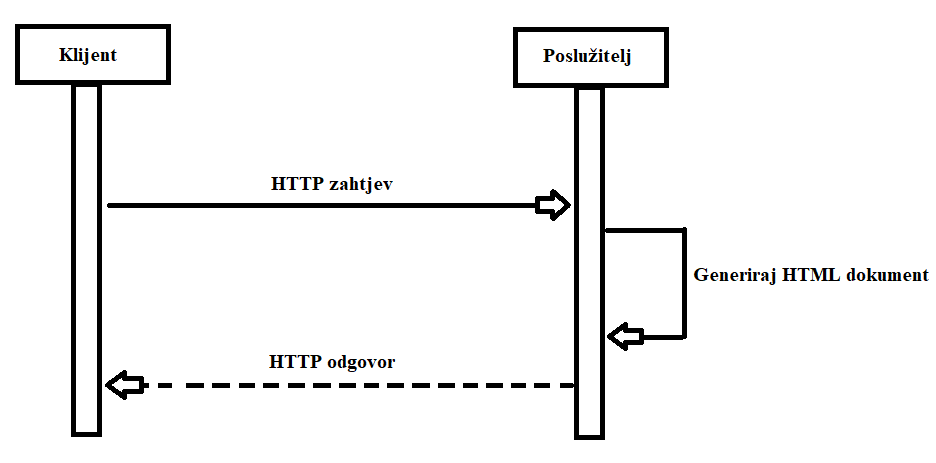 Klijent
Poslužitelj
HTTP zahtjev
Generiraj HTML dokument
HTTP odgovor